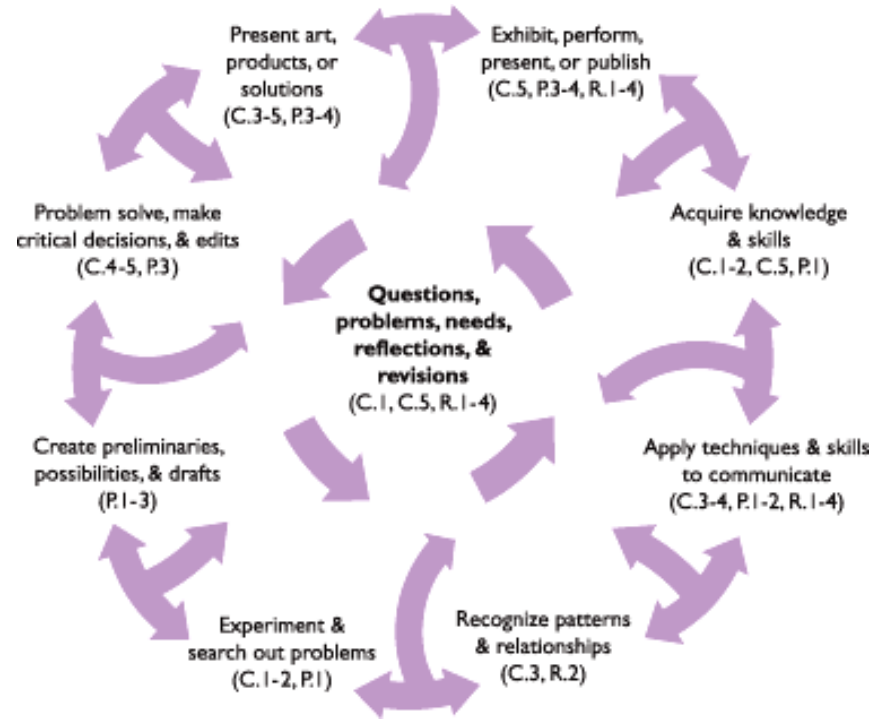 Present art,
products, or
solutions
(C.3-5, P.3-4)
Exhibit, perform,
present, or publish
(C.5, P.3-4, R.1-4)
Acquire knowledge
& skills
(C.1-2, C.5, P.1)
Apply techniques & skills
to communicate
(C.3-4, P.1-2, R.1-4)
Recognize patterns
& relationships
(C.3, R.2)
Experiment &
search out problems
(C.1-2, P.1)
Create preliminaries,
possibilities, & drafts
(P.1-3)
Problem solve, make
critical decisions, & edits
(C.4-5, P.3)
Questions,
problems, needs,
reflections, &
revisions
(C.1, C.5, R.1-4)